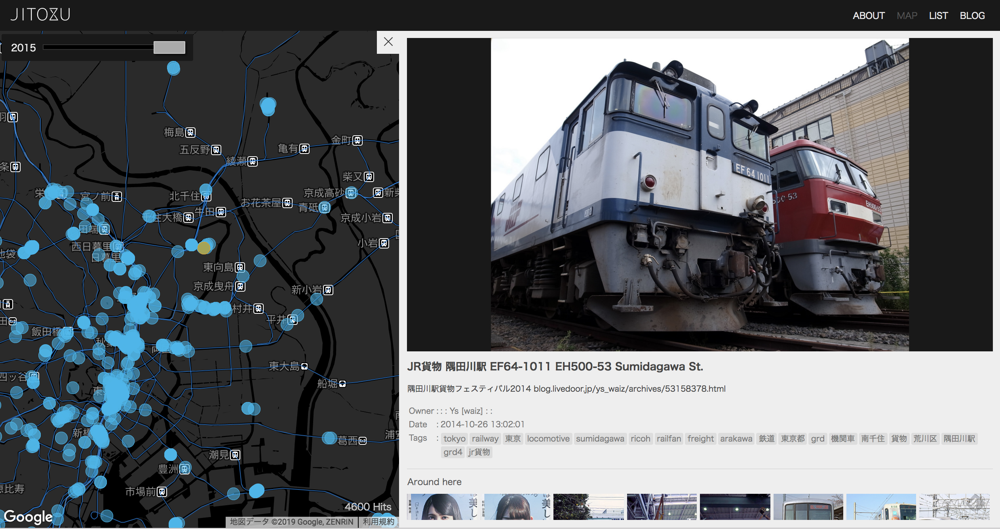 JITOZU
ABOUT MAP LIST BLOG
2015
梅島
五反野
綾瀬
亀有
金町
柴又
宮ノ前
北千住
お花茶屋
京成高砂
青砥
牛田
千住大橋
京成小岩
田端
小岩
西日暮里
日暮里
東向島
京成曳舟
新小岩
村井
平井
飯田橋
東大島
船堀
四ッ谷
新橋
葛西
潮見
豊洲
市場前
恵比寿
4600 Hits
Google
地図データ ©2019 Google, ZENRIN
利用規約
EF64 1011
EH500-53
JR貨物 隅田川駅 EF64-1011 EH500-53 Sumidagawa St.
隅田川駅貨物フェスティバル2014 blog.livedoor.jp/ys_waiz/archives/53158378.html
Owner : : : Ys [waiz] : :
Date : 2014-10-26 13:02:01
Tags : tokyo railway 東京 locomotive sumidagawa ricoh railfan freight arakawa 鉄道 東京都 grd 機関車 南千住 貨物 荒川区 隅田川駅
grd4 jr貨物
Around here